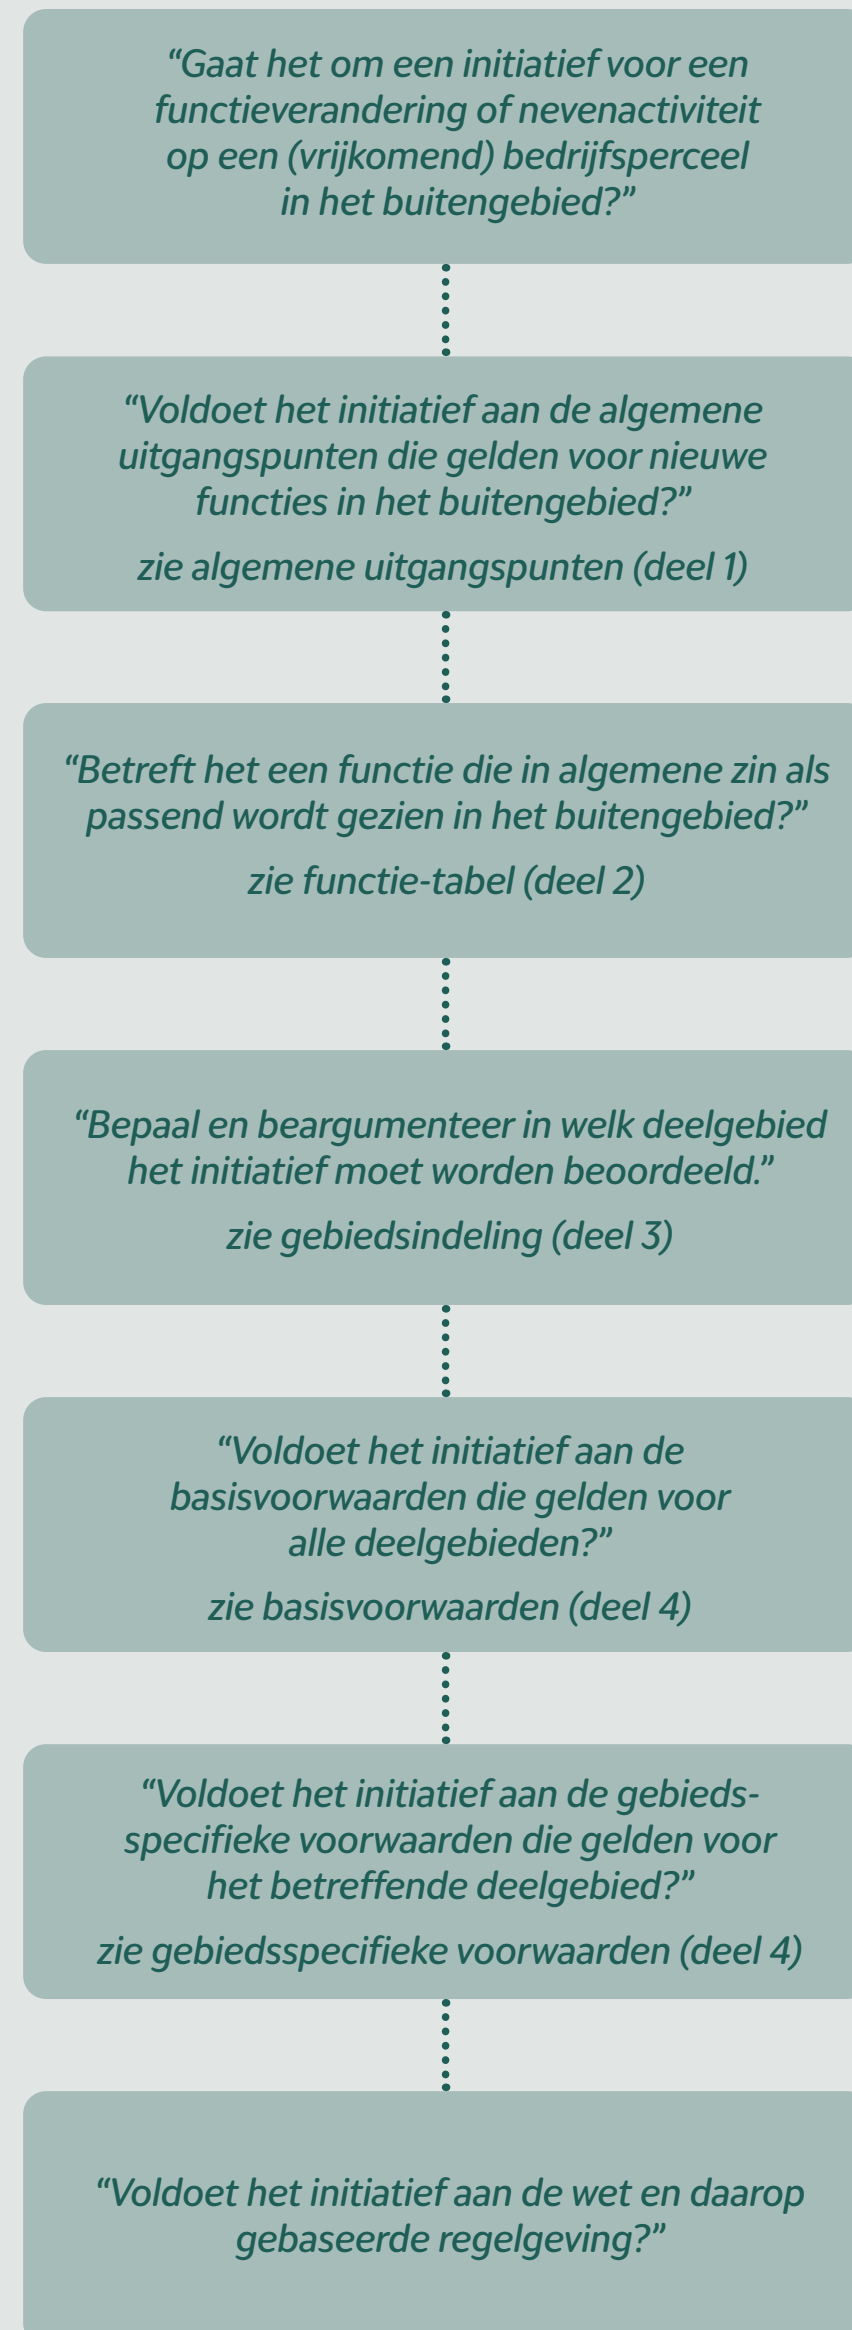 “Gaat het om een initiatief voor een
functieverandering of nevenactiviteit
op een (vrijkomend) bedrijfsperceel
in het buitengebied?”
“Voldoet het initiatief aan de algemene
uitgangspunten die gelden voor nieuwe
functies in het buitengebied?”
zie algemene uitgangspunten (deel 1)
“Betreft het een functie die in algemene zin als
passend wordt gezien in het buitengebied?”
zie functie-tabel (deel 2)
“Bepaal en beargumenteer in welk deelgebied
het initiatief moet worden beoordeeld.”
zie gebiedsindeling (deel 3)
“Voldoet het initiatief aan de
basisvoorwaarden die gelden voor
alle deelgebieden?”
zie basisvoorwaarden (deel 4)
“Voldoet het initiatief aan de gebieds-
specifieke voorwaarden die gelden voor
het betreffende deelgebied?”
zie gebiedsspecifieke voorwaarden (deel 4)
“Voldoet het initiatief aan de wet en daarop
gebaseerde regelgeving?”